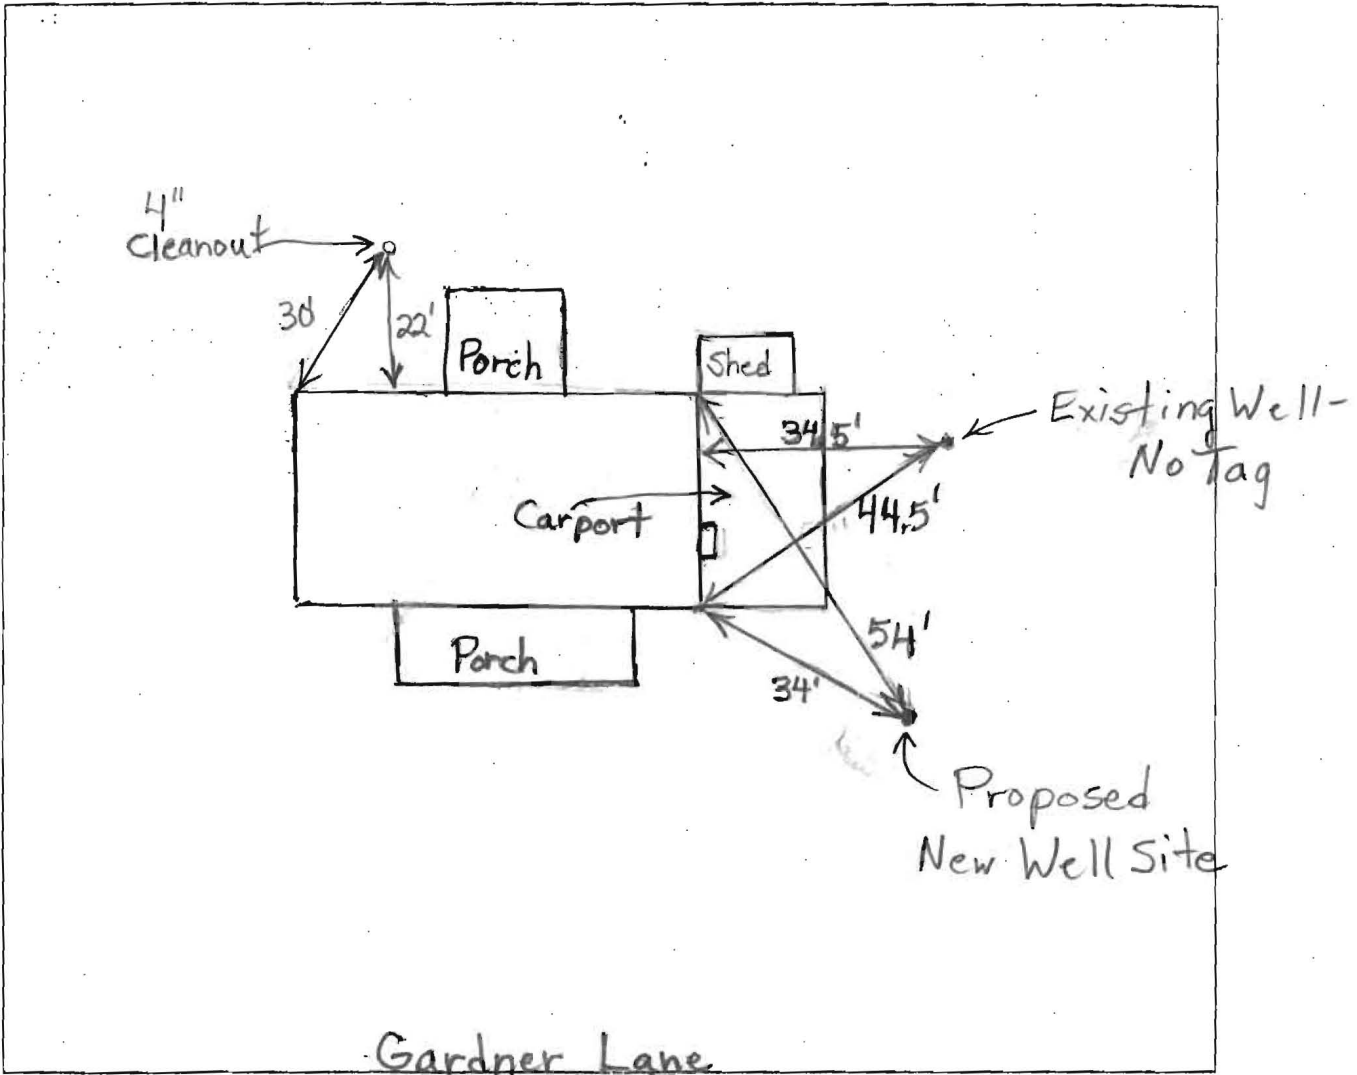 4"
Cleanout
30'
22'
Porch
Shed
34.5'
Existing Well-
No Tag
Carport
44.5'
54'
Porch
34'
Proposed
New Well Site
Gardner Lane